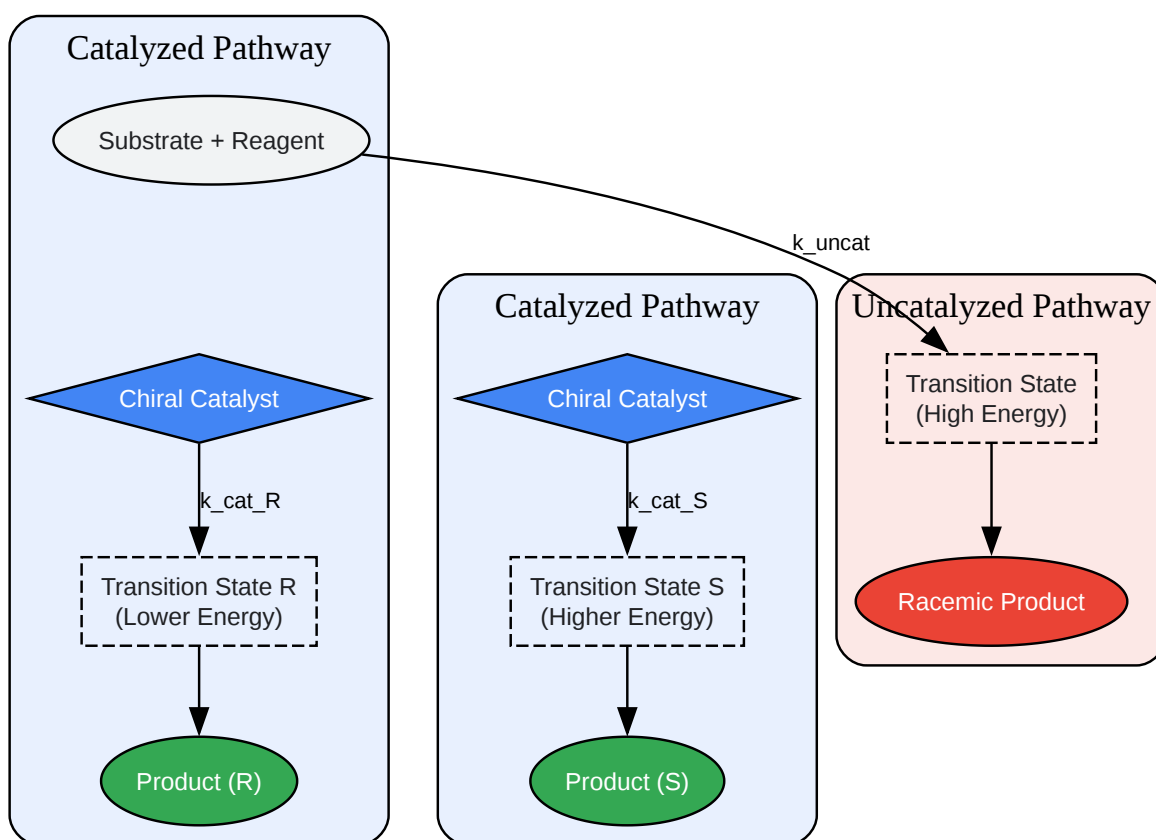 Catalyzed Pathway
Substrate + Reagent
k_uncat
Catalyzed Pathway
Uncatalyzed Pathway
Chiral Catalyst
Chiral Catalyst
Transition State
(High Energy)
k_cat_R
k_cat_S
Transition State R
(Lower Energy)
Transition State S
(Higher Energy)
Racemic Product
Product (R)
Product (S)